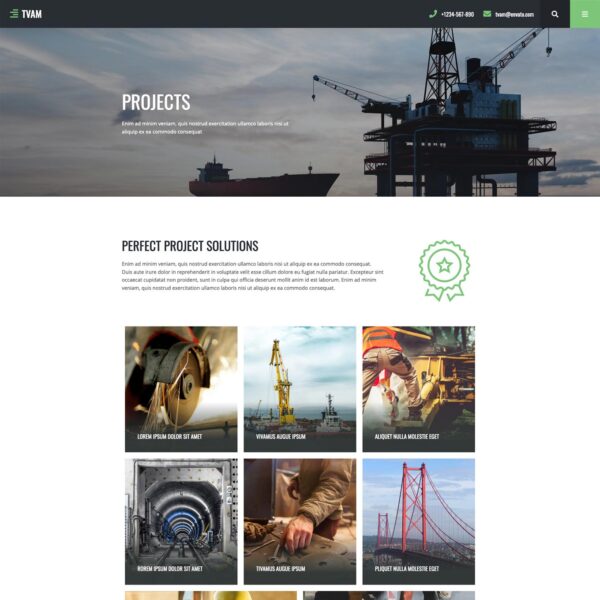 TVAM
+1234-567-890
tvam@envato.com
PROJECTS
Enim ad minim veniam, quis nostrud exercitation ullamco laboris nisi ut
aliquip ex ea commodo consequat
PERFECT PROJECT SOLUTIONS
Enim ad minim veniam, quis nostrud exercitation ullamco laboris nisi ut aliquip ex ea commodo consequat.
Duis aute irure dolor in reprehenderit in voluptate velit esse cillum dolore eu fugiat nulla pariatur. Excepteur sint
occaecat cupidatat non proident, sunt in culpa qui officia deserunt mollit anim id est laborum. Enim ad minim
veniam, quis nostrud exercitation ullamco laboris nisi ut aliquip ex ea commodo consequat.
LOREM IPSUM DOLOR SIT AMET
VIVAMUS AUGUE IPSUM
ALIQUET NULLA MOLESTIE EGET
ROREM IPSUM DOLOR SIT AMET
TIVAMUS AUGUE IPSUM
PLIQUET NULLA MOLESTIE EGET